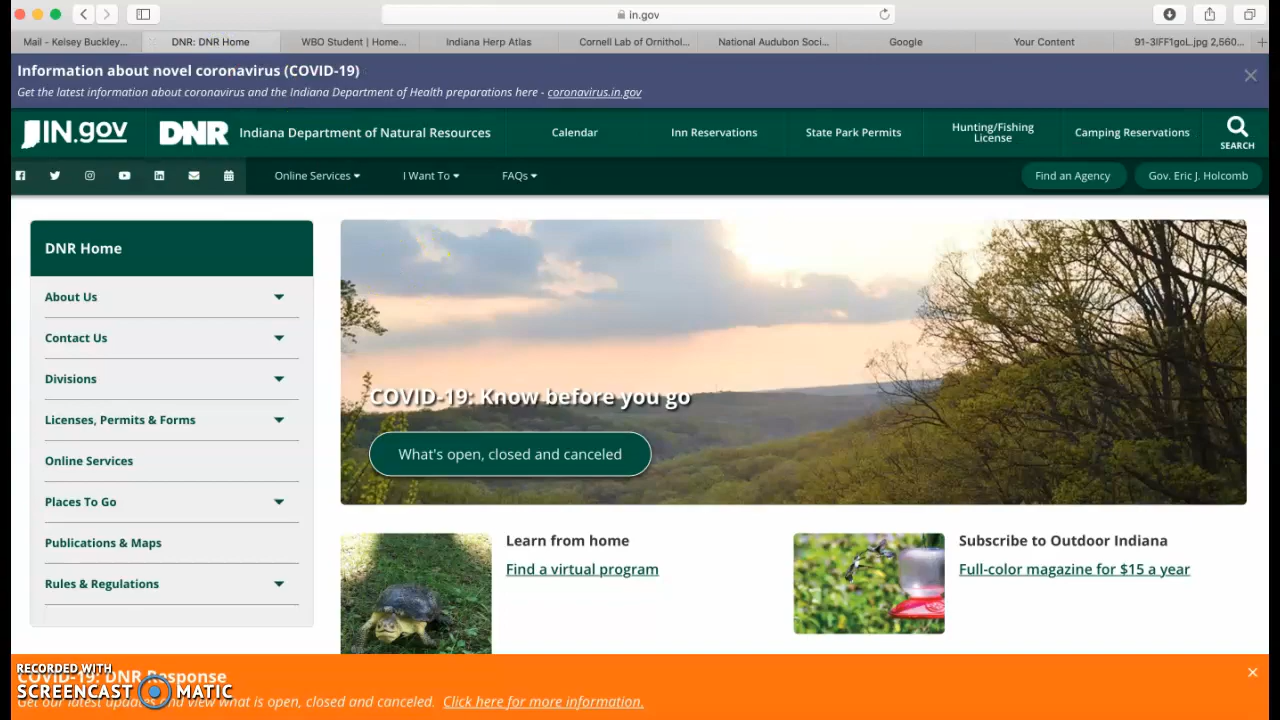 in.gov
Mail - Kelsey Buckley...
DNR: DNR Home
WBO Student | Home...
Indiana Herp Atlas
Cornell Lab of Ornithol...
National Audubon Soci...
Google
Your Content
91-3IFF1goL.jpg 2,560...
Information about novel coronavirus (COVID-19)
Get the latest information about coronavirus and the Indiana Department of Health preparations here - coronavirus.in.gov
IN.gov
DNR Indiana Department of Natural Resources
Calendar
Inn Reservations
State Park Permits
Hunting/Fishing
License
Camping Reservations
SEARCH
Online Services
I Want To
FAQs
Find an Agency
Gov. Eric J. Holcomb
DNR Home
About Us
Contact Us
Divisions
Licenses, Permits & Forms
Online Services
Places To Go
Publications & Maps
Rules & Regulations
COVID-19: Know before you go
What's open, closed and canceled
Learn from home
Find a virtual program
Subscribe to Outdoor Indiana
Full-color magazine for $15 a year
COVID-19: DNR Response
Get our latest updates and view what is open, closed and canceled. Click here for more information.
RECORDED WITH
SCREENCAST MATIC